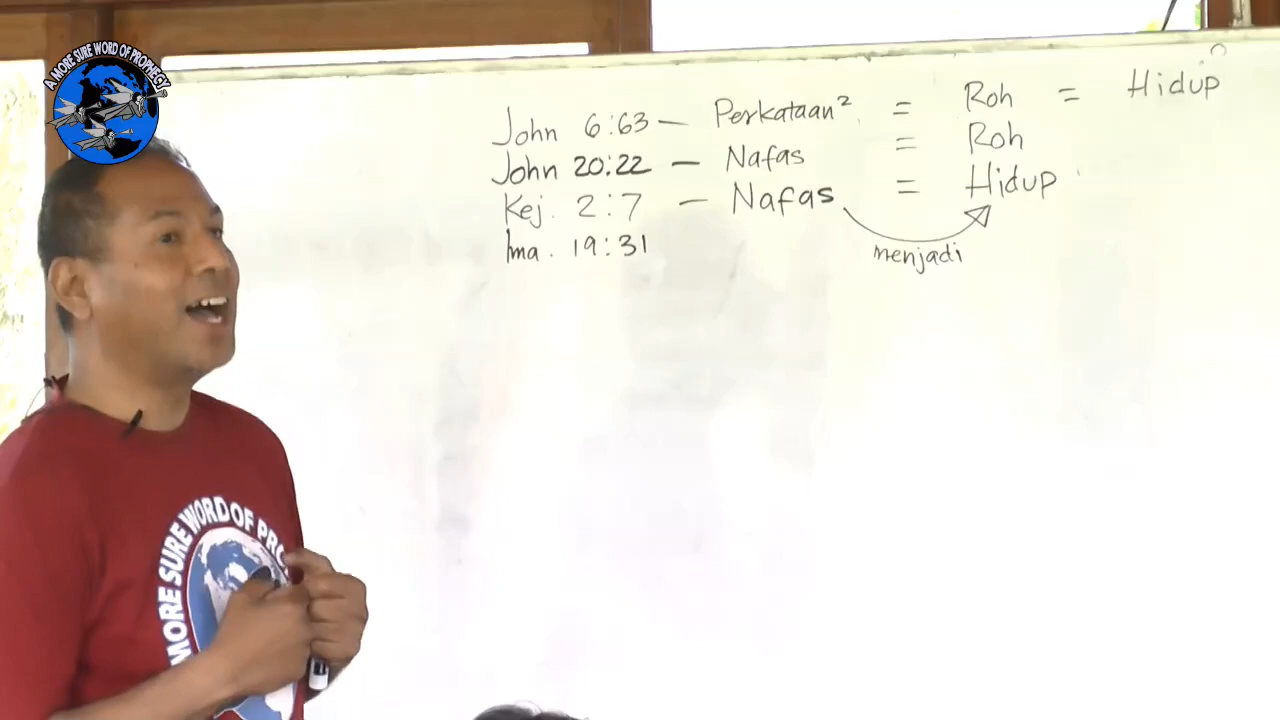 A MORE SURE WORD OF PROPHECY
John 6:63 — Perkataan² = Roh = Hidup
John 20:22 — Nafas = Roh
Kej. 2:7 — Nafas = Hidup
menjadi
Ima. 19:31
MORE SURE WORD OF PRO